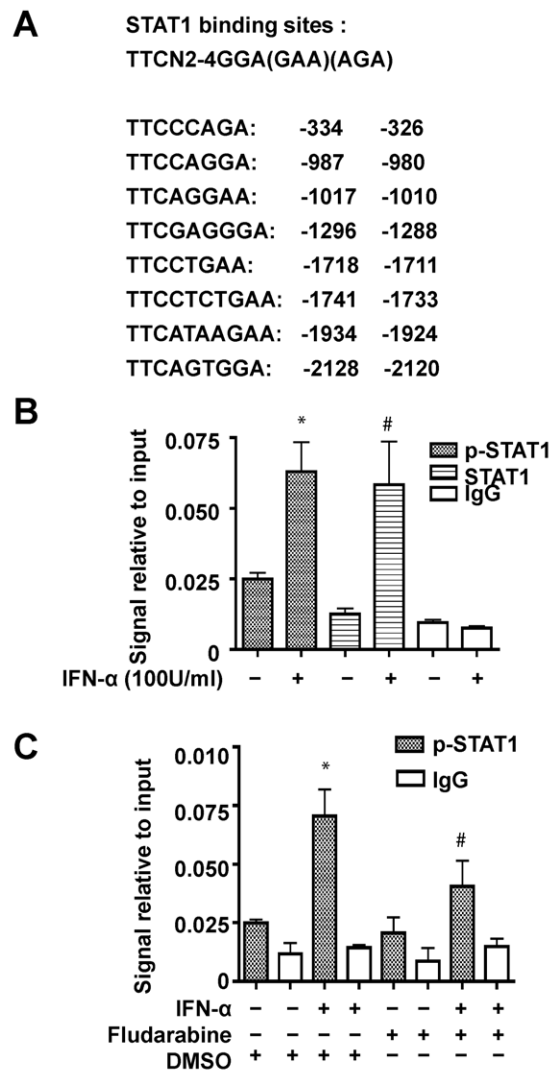 A
STAT1 binding sites :
TTCN2-4GGA(GAA)(AGA)
TTCCCAGA: -334 -326
TTCCAGGA: -987 -980
TTCAGGAA: -1017 -1010
TTCGAGGGA: -1296 -1288
TTCCTGAA: -1718 -1711
TTCCTCTGAA: -1741 -1733
TTCATAAGAA: -1934 -1924
TTCAGTGGA: -2128 -2120
B
Signal relative to input
0.075
0.050
0.025
0
* #
p-STAT1
STAT1
IgG
IFN-α (100U/ml) – + – + – +
C
Signal relative to input
0.010
0.075
0.050
0.025
0
* #
p-STAT1
IgG
IFN-α – – + + – – + +
Fludarabine – – – – + + + +
DMSO + + + + – – – –